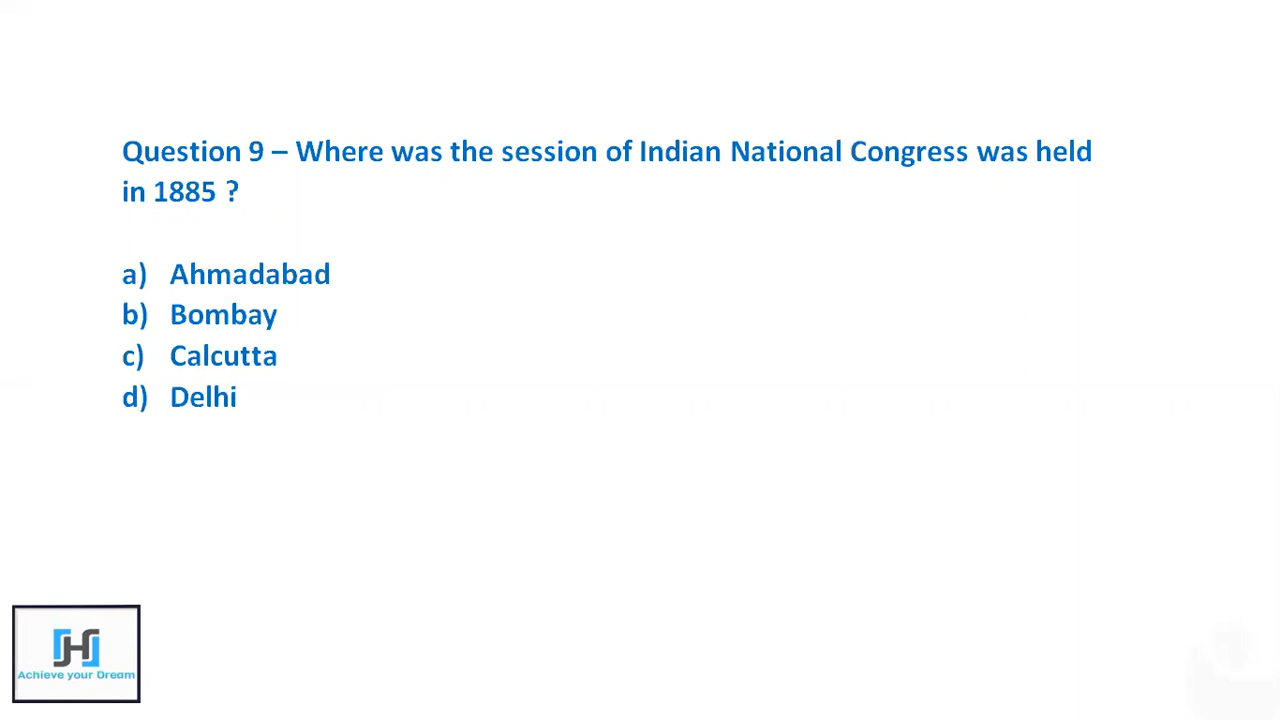 Question 9 – Where was the session of Indian National Congress was held
in 1885 ?
a) Ahmadabad
b) Bombay
c) Calcutta
d) Delhi
Achieve your Dream